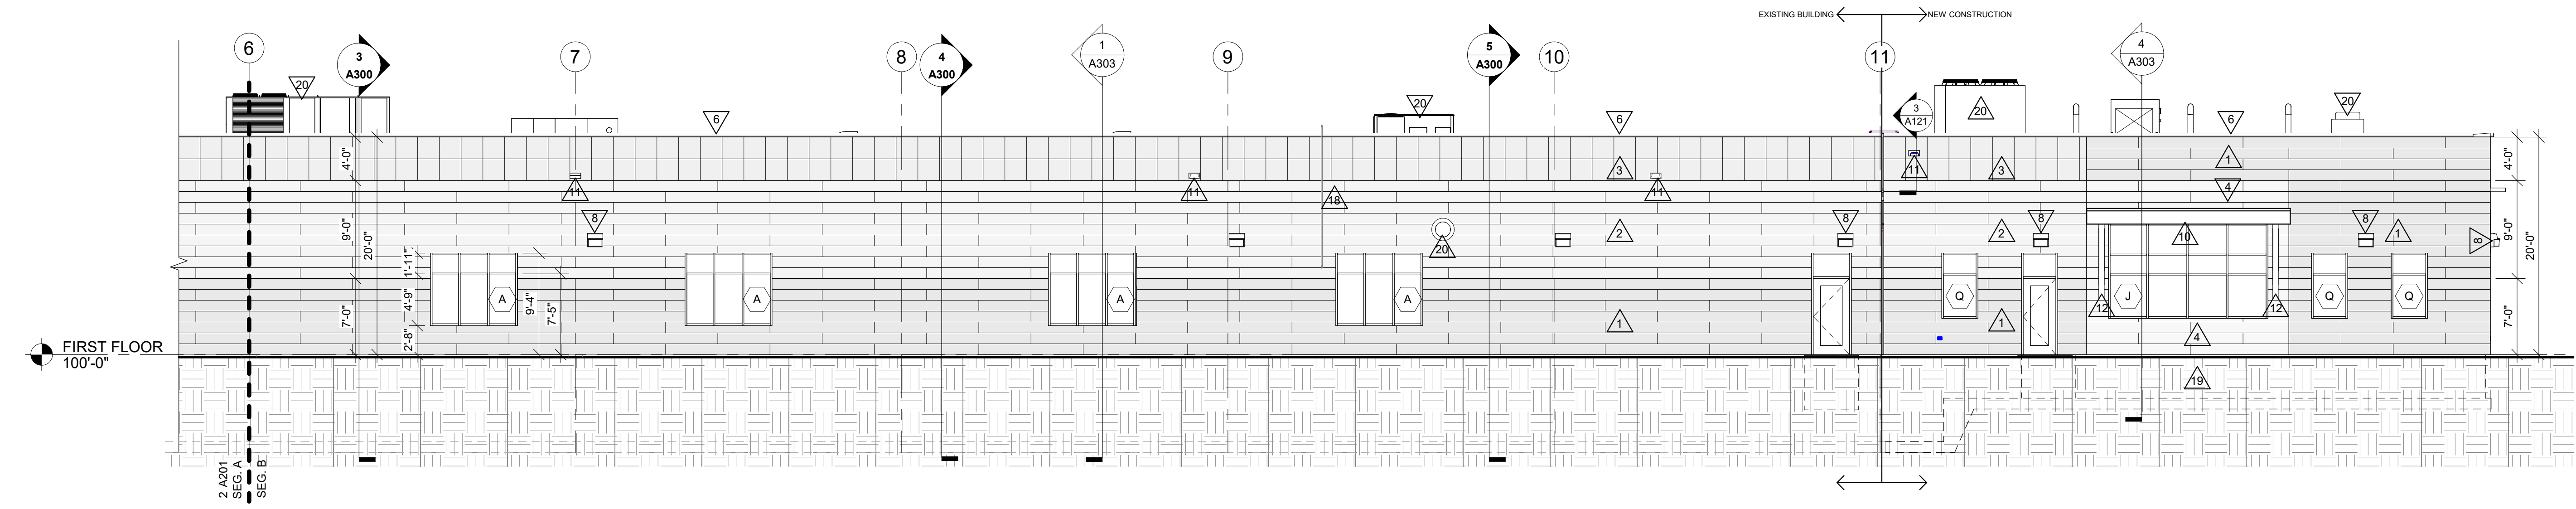 EXISTING BUILDING
NEW CONSTRUCTION
6
3
A300
7
8
4
A300
1
A303
9
5
A300
10
11
4
A303
3
A121
20
6
20
6
20
6
20
4'-0"
9'-0"
20'-0"
7'-0"
1'-11"
4'-9"
2'-8"
9'-4"
7'-5"
11
8
11
18
11
20
3
2
1
8
11
3
2
1
8
1
4
10
12
12
4
19
8
1
8
A
A
A
A
Q
J
Q
Q
4'-0"
9'-0"
7'-0"
20'-0"
FIRST FLOOR
100'-0"
2 A201
SEG. A
SEG. B